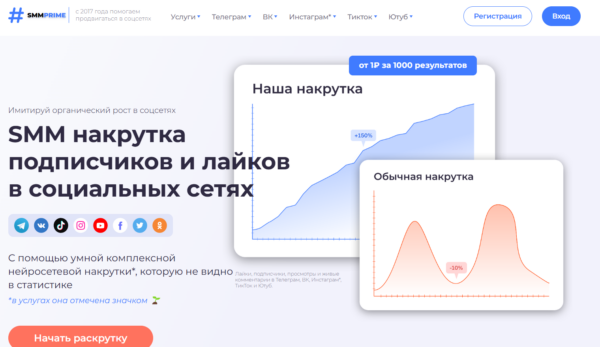 # SMMPRIME
с 2017 года помогаем
продвигаться в соцсетях
Услуги Телеграм ВК Инстаграм* Тикток Ютуб
Регистрация
Вход
от 1₽ за 1000 результатов
Наша накрутка
+150%
Имитируй органический рост в соцсетях
SMM накрутка
подписчиков и лайков
в социальных сетях
Обычная накрутка
-10%
С помощью умной комплексной
нейросетевой накрутки*, которую не видно
в статистике
*в услугах она отмечена значком
Лайки, подписчики, просмотры и живые
комментарии в Телеграм, ВК, Инстаграм*,
ТикТок и Ютуб.
Начать раскрутку